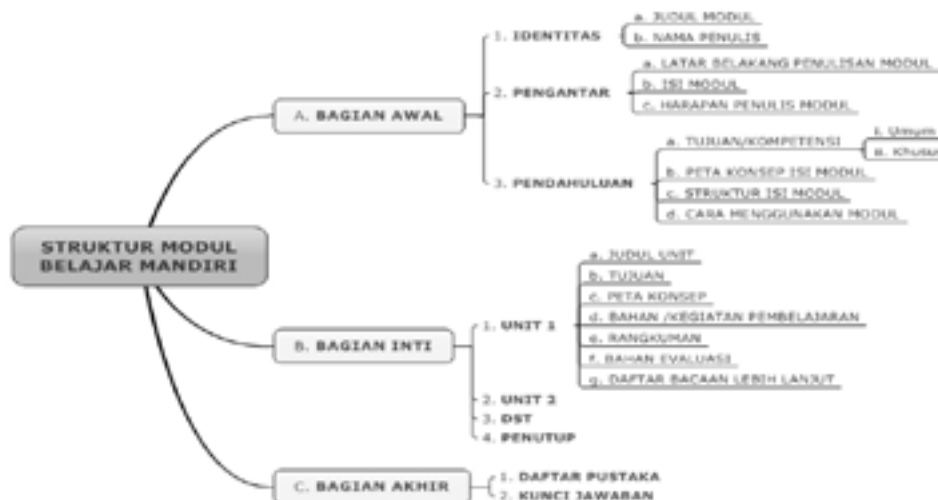 STRUKTUR MODUL
BELAJAR MANDIRI
A. BAGIAN AWAL
1. IDENTITAS
a. JUDUL MODUL
b. NAMA PENULIS
2. PENGANTAR
a. LATAR BELAKANG PENULISAN MODUL
b. ISI MODUL
c. HARAPAN PENULIS MODUL
3. PENDAHULUAN
a. TUJUAN/KOMPETENSI
i. Umum
ii. Khusus
b. PETA KONSEP ISI MODUL
c. STRUKTUR ISI MODUL
d. CARA MENGGUNAKAN MODUL
B. BAGIAN INTI
1. UNIT 1
a. JUDUL UNIT
b. TUJUAN
c. PETA KONSEP
d. BAHAN /KEGIATAN PEMBELAJARAN
e. RANGKUMAN
f. BAHAN EVALUASI
g. DAFTAR BACAAN LEBIH LANJUT
2. UNIT 2
3. DST
4. PENUTUP
C. BAGIAN AKHIR
1. DAFTAR PUSTAKA
2. KUNCI JAWABAN